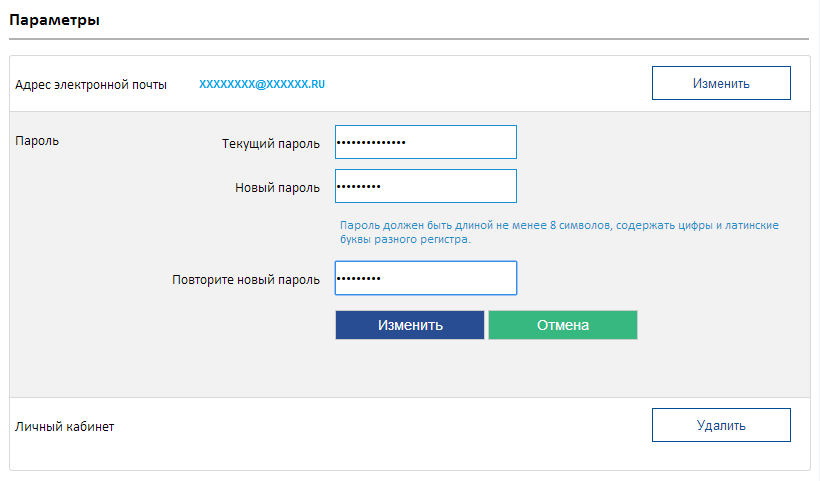 Параметры
Адрес электронной почты XXXXXXXX@XXXXXX.RU Изменить
Пароль Текущий пароль ••••••••••••••
Новый пароль •••••••••
Пароль должен быть длиной не менее 8 символов, содержать цифры и латинские
буквы разного регистра.
Повторите новый пароль •••••••••
Изменить Отмена
Личный кабинет Удалить